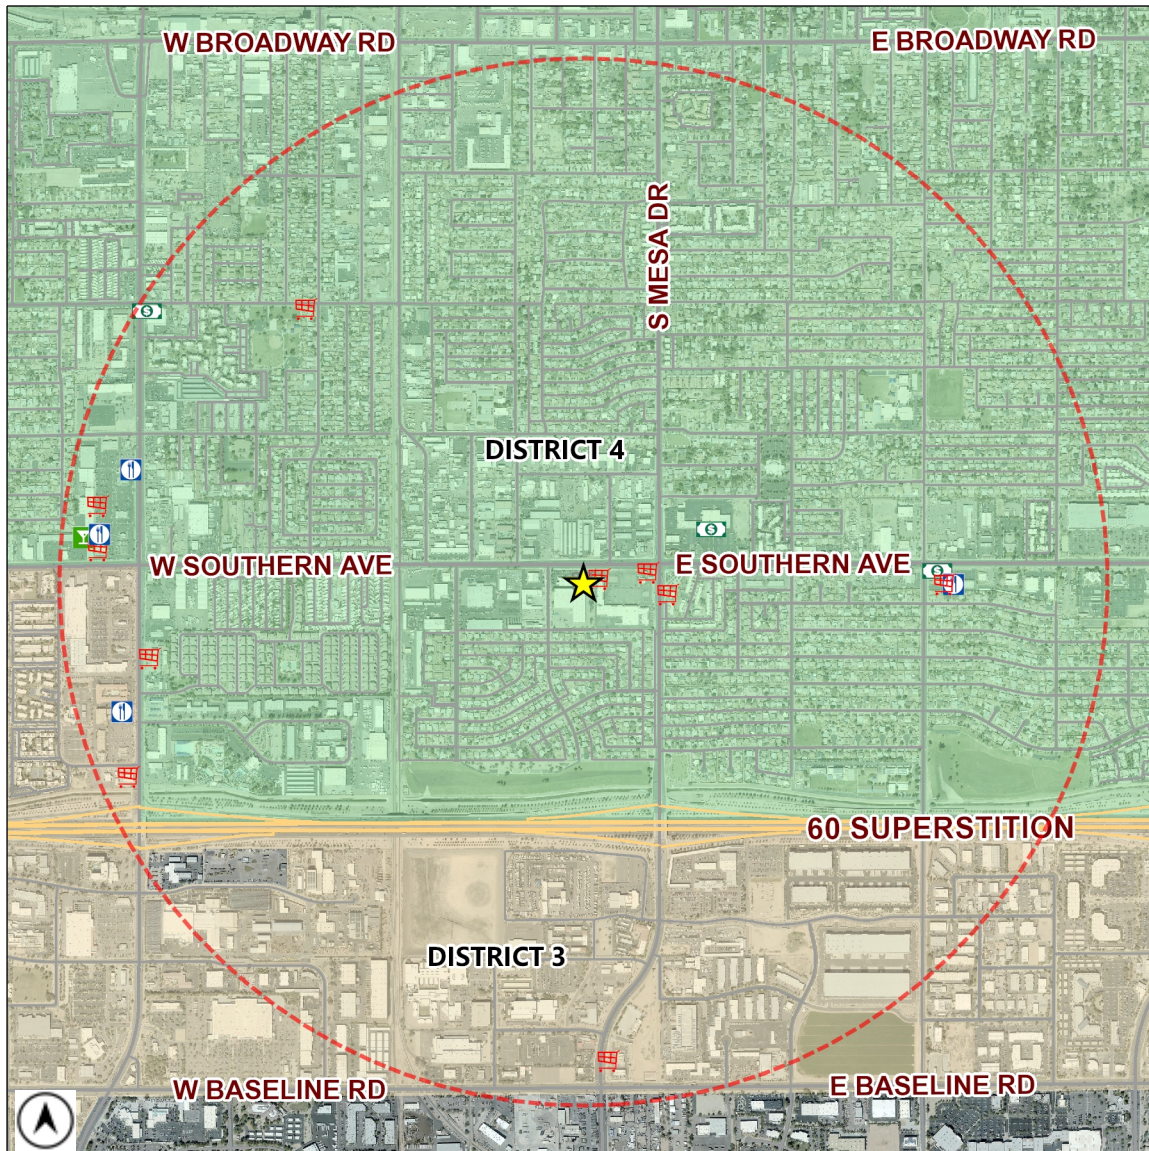 W BROADWAY RD
E BROADWAY RD
S MESA DR
DISTRICT 4
W SOUTHERN AVE
E SOUTHERN AVE
60 SUPERSTITION
DISTRICT 3
W BASELINE RD
E BASELINE RD